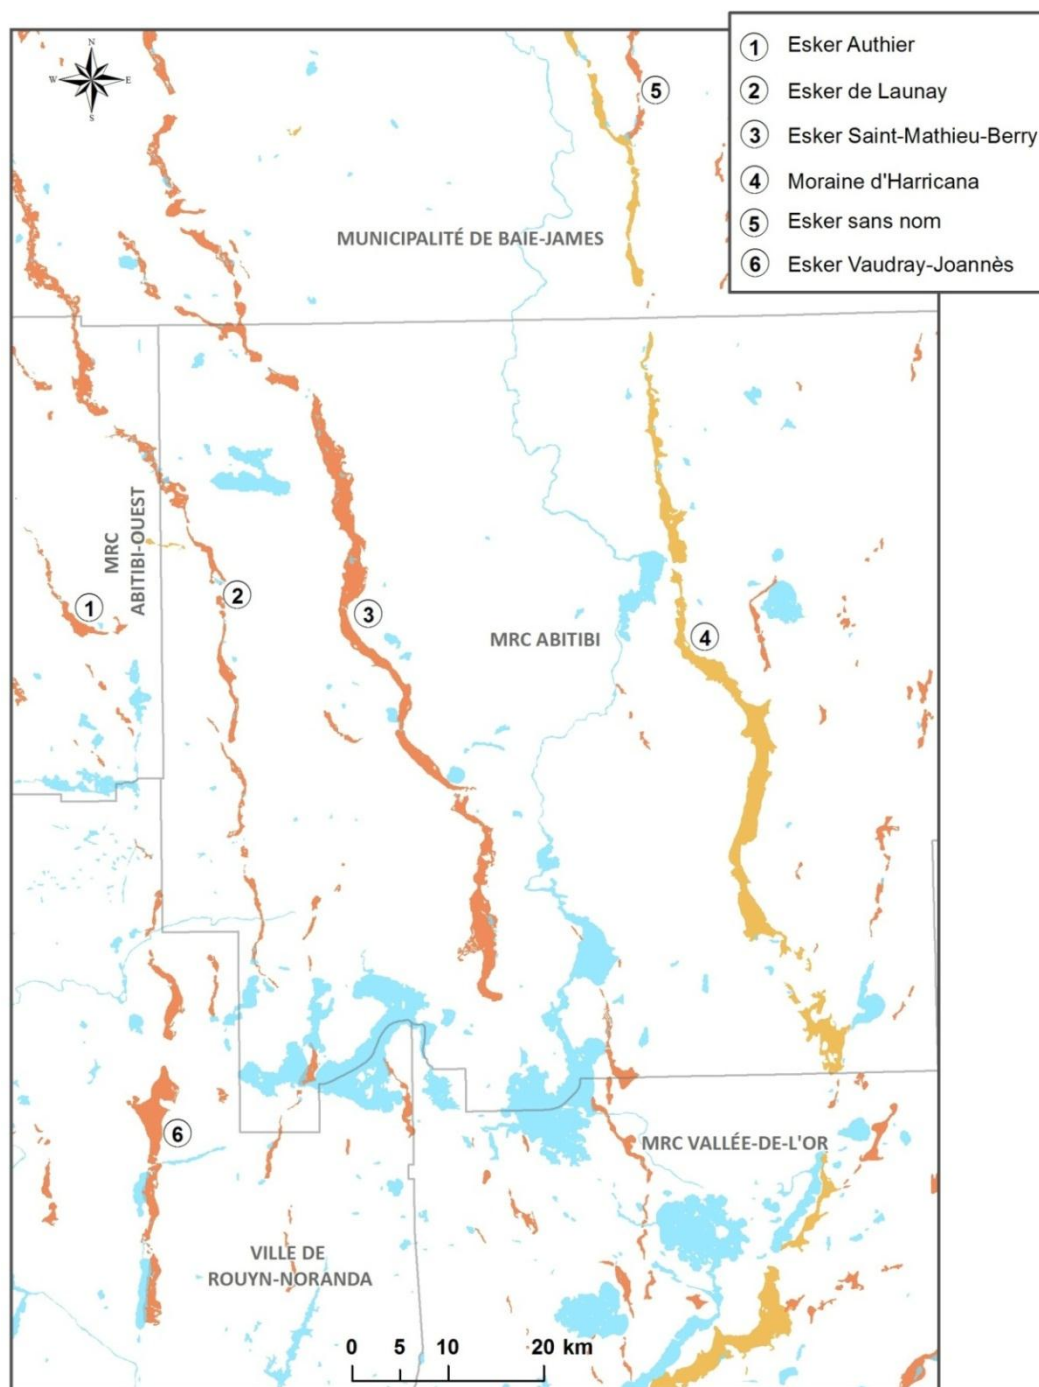 N
W E
S
1 Esker Authier
2 Esker de Launay
3 Esker Saint-Mathieu-Berry
4 Moraine d'Harricana
5 Esker sans nom
6 Esker Vaudray-Joannès
5
MUNICIPALITÉ DE BAIE-JAMES
MRC
ABITIBI-OUEST
2
1
3
MRC ABITIBI
4
6
MRC VALLÉE-DE-L'OR
VILLE DE
ROUYN-NORANDA
0 5 10 20 km